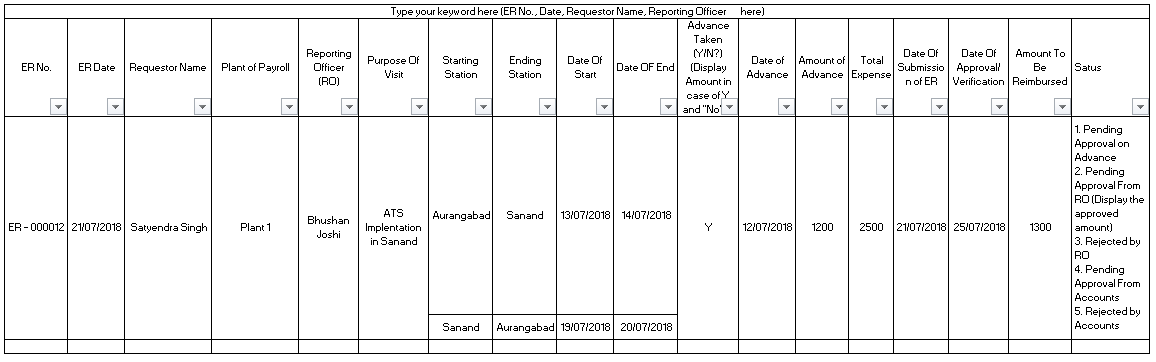 Type your keyword here (ER No., Date, Requestor Name, Reporting Officer here)
ER No.
ER Date
Requestor Name
Plant of Payroll
Reporting
Officer
(RO)
Purpose Of
Visit
Starting
Station
Ending
Station
Date Of
Start
Date OF End
Advance
Taken
(Y/N?)
(Display
Amount in
case of Y
and "No"
Date of
Advance
Amount of
Advance
Total
Expense
Date Of
Submissio
n of ER
Date Of
Approval/
Verification
Amount To
Be
Reimbursed
Satus
ER - 000012
21/07/2018
Satyendra Singh
Plant 1
Bhushan
Joshi
ATS
Implentation
in Sanand
Aurangabad
Sanand
13/07/2018
14/07/2018
Y
12/07/2018
1200
2500
21/07/2018
25/07/2018
1300
1. Pending
Approval on
Advance
2. Pending
Approval From
RO (Display the
approved
amount)
3. Rejected by
RO
4. Pending
Approval From
Accounts
5. Rejected by
Accounts
Sanand
Aurangabad
19/07/2018
20/07/2018